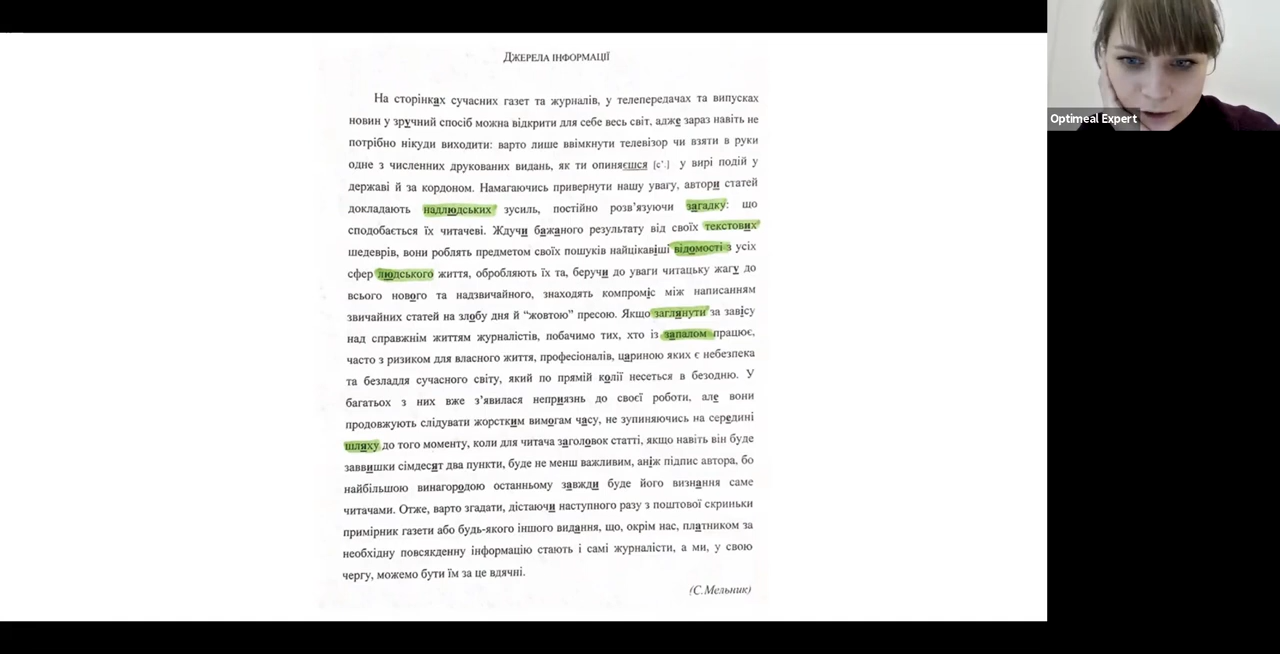 Джерела інформації
На сторінках сучасних газет та журналів, у телепередачах та випусках
новин у зручний спосіб можна відкрити для себе весь світ, адже зараз навіть не
потрібно нікуди виходити: варто лише ввімкнути телевізор чи взяти в руки
одне з численних друкованих видань, як ти опиняєшся [с'.] у вирі подій у
державі й за кордоном. Намагаючись привернути нашу увагу, автори статей
докладають надлюдських зусиль, постійно розв’язуючи загадку: що
сподобається їх читачеві. Ждучи бажаного результату від своїх текстових
шедеврів, вони роблять предметом своїх пошуків найцікавіші відомості з усіх
сфер людського життя, обробляють їх та, беручи до уваги читацьку жагу до
всього нового та надзвичайного, знаходять компроміс між написанням
звичайних статей на злобу дня й “жовтою” пресою. Якщо заглянути за завісу
над справжнім життям журналістів, побачимо тих, хто із запалом працює,
часто з ризиком для власного життя, професіоналів, цариною яких є небезпека
та безладдя сучасного світу, який по прямій колії несеться в безодню. У
багатьох з них вже з’явилася неприязнь до своєї роботи, але вони
продовжують слідувати жорстким вимогам часу, не зупиняючись на середині
шляху до того моменту, коли для читача заголовок статті, якщо навіть він буде
заввишки сімдесят два пункти, буде не менш важливим, аніж підпис автора, бо
найбільшою винагородою останньому завжди буде його визнання саме
читачами. Отже, варто згадати, дістаючи наступного разу з поштової скриньки
примірник газети або будь-якого іншого видання, що, окрім нас, платником за
необхідну повсякденну інформацію стають і самі журналісти, а ми, у свою
чергу, можемо бути їм за це вдячні.
(С.Мельник)
Optimeal Expert